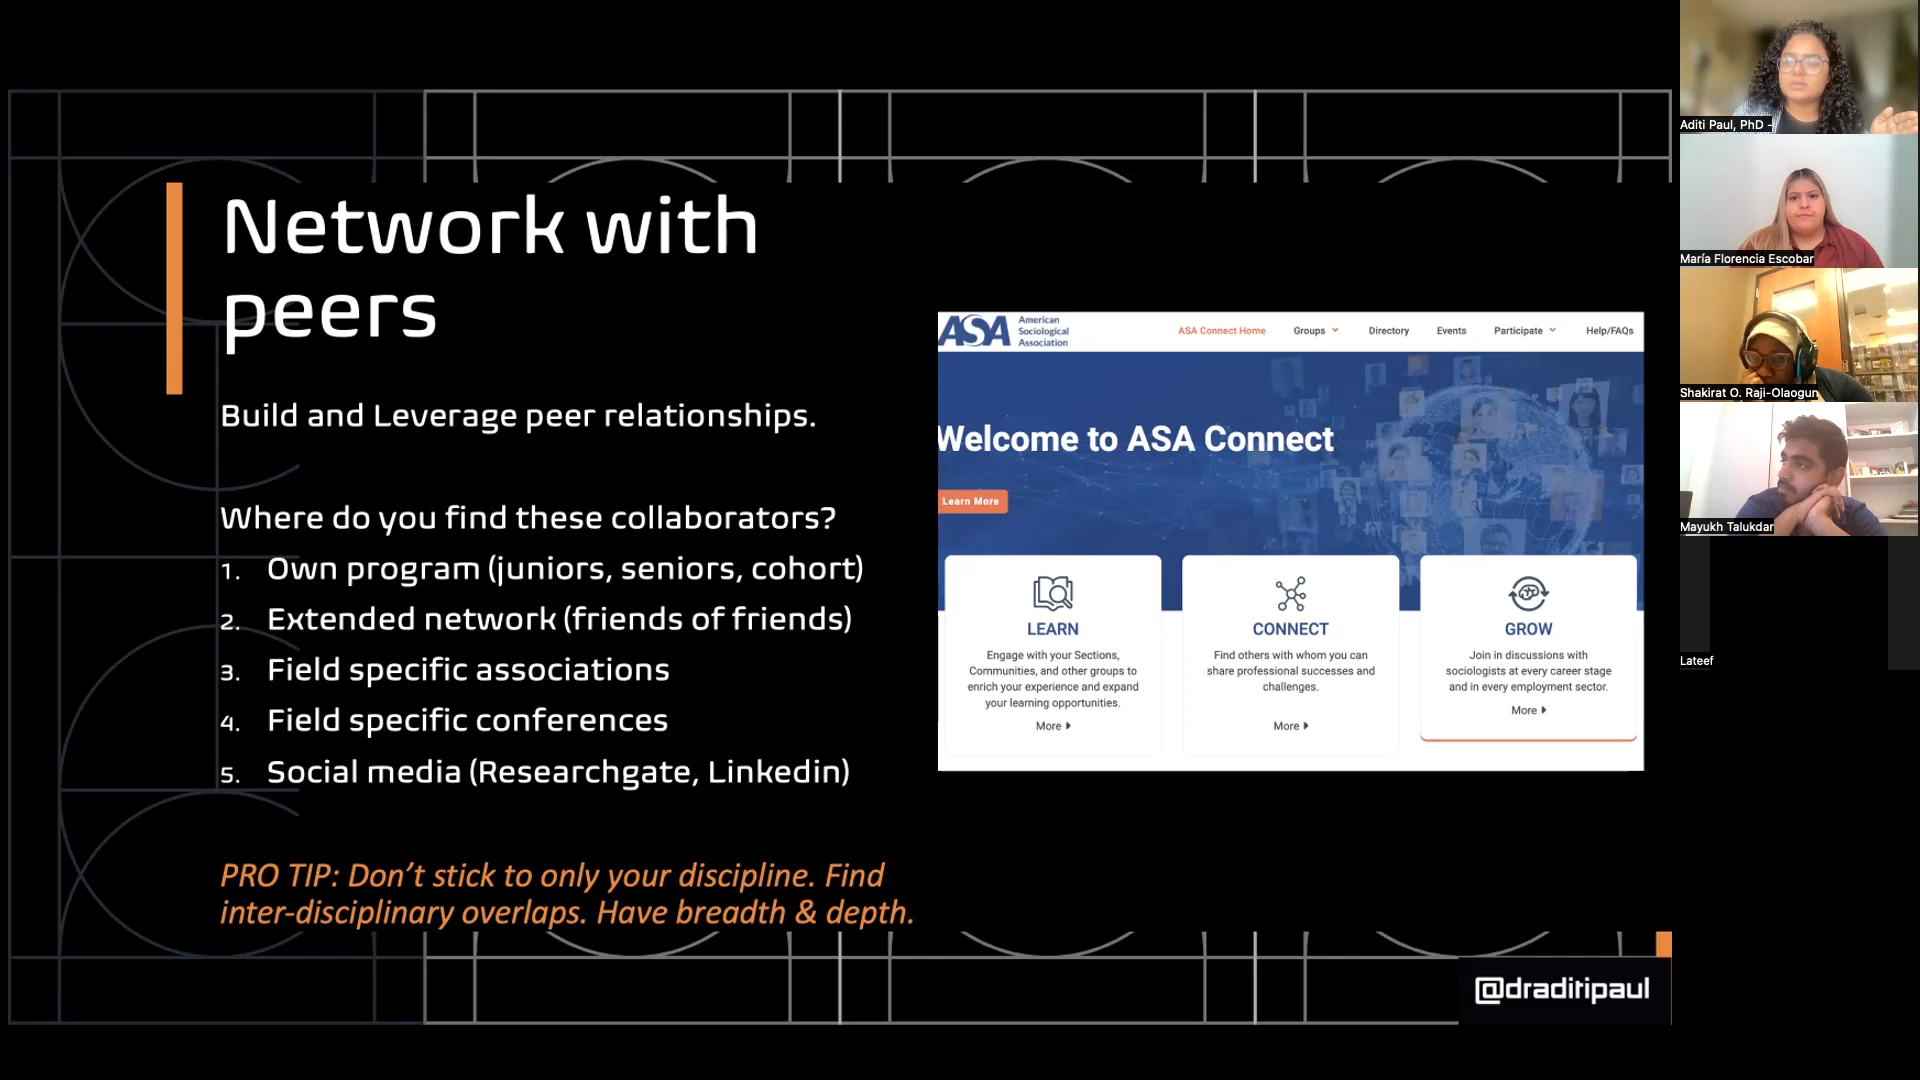 Network with
peers
Build and Leverage peer relationships.
Where do you find these collaborators?
1. Own program (juniors, seniors, cohort)
2. Extended network (friends of friends)
3. Field specific associations
4. Field specific conferences
5. Social media (Researchgate, Linkedin)
PRO TIP: Don’t stick to only your discipline. Find
inter-disciplinary overlaps. Have breadth & depth.
ASA American
Sociological
Association
ASA Connect Home Groups Directory Events Participate Help/FAQs
Welcome to ASA Connect
Learn More
LEARN
Engage with your Sections,
Communities, and other groups to
enrich your experience and expand
your learning opportunities.
More
CONNECT
Find others with whom you can
share professional successes and
challenges.
More
GROW
Join in discussions with
sociologists at every career stage
and in every employment sector.
More
@draditipaul
Aditi Paul, PhD -
María Florencia Escobar
Shakirat O. Raji-Olaogun
Mayukh Talukdar
Lateef